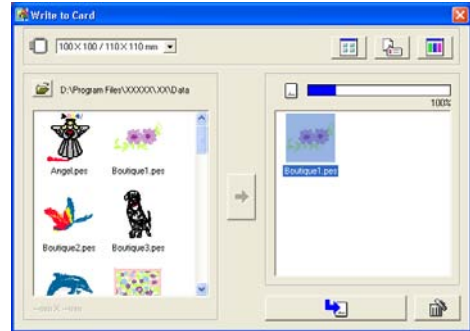 Write to Card
100×100 / 110×110 mm
D:\Program Files\XXXXX\XX\Data
100%
Angel.pes
Boutique1.pes
Boutique1.pes
Boutique2.pes
Boutique3.pes